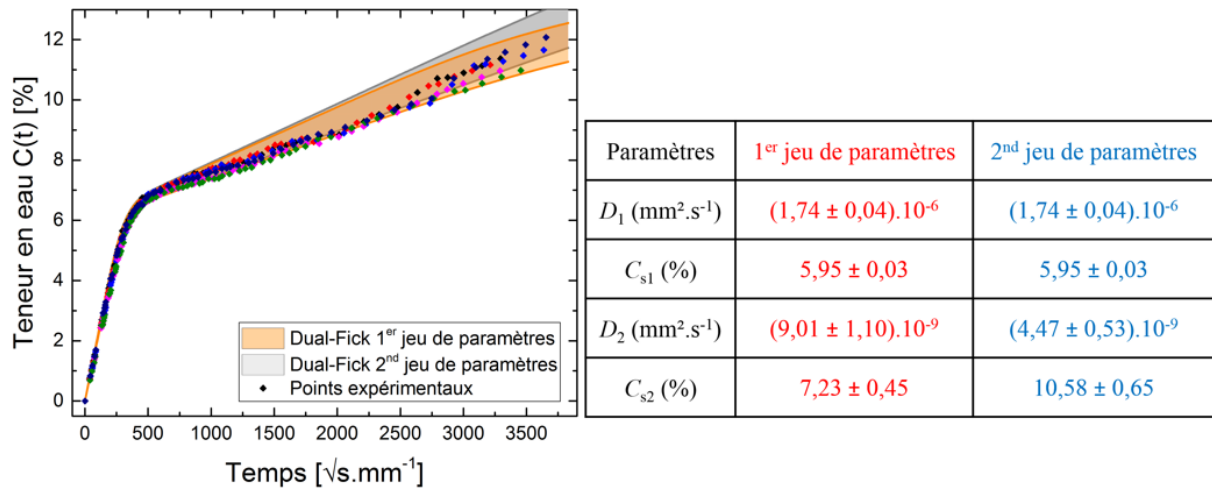 Teneur en eau C(t) [%]
12
10
8
6
4
2
0
0 500 1000 1500 2000 2500 3000 3500
Temps [√s.mm⁻¹]
Dual-Fick 1ᵉʳ jeu de paramètres
Dual-Fick 2ⁿᵈ jeu de paramètres
Points expérimentaux
Paramètres 1ᵉʳ jeu de paramètres 2ⁿᵈ jeu de paramètres
D₁ (mm².s⁻¹) (1,74 ± 0,04).10⁻⁶ (1,74 ± 0,04).10⁻⁶
Cₛ₁ (%) 5,95 ± 0,03 5,95 ± 0,03
D₂ (mm².s⁻¹) (9,01 ± 1,10).10⁻⁹ (4,47 ± 0,53).10⁻⁹
Cₛ₂ (%) 7,23 ± 0,45 10,58 ± 0,65